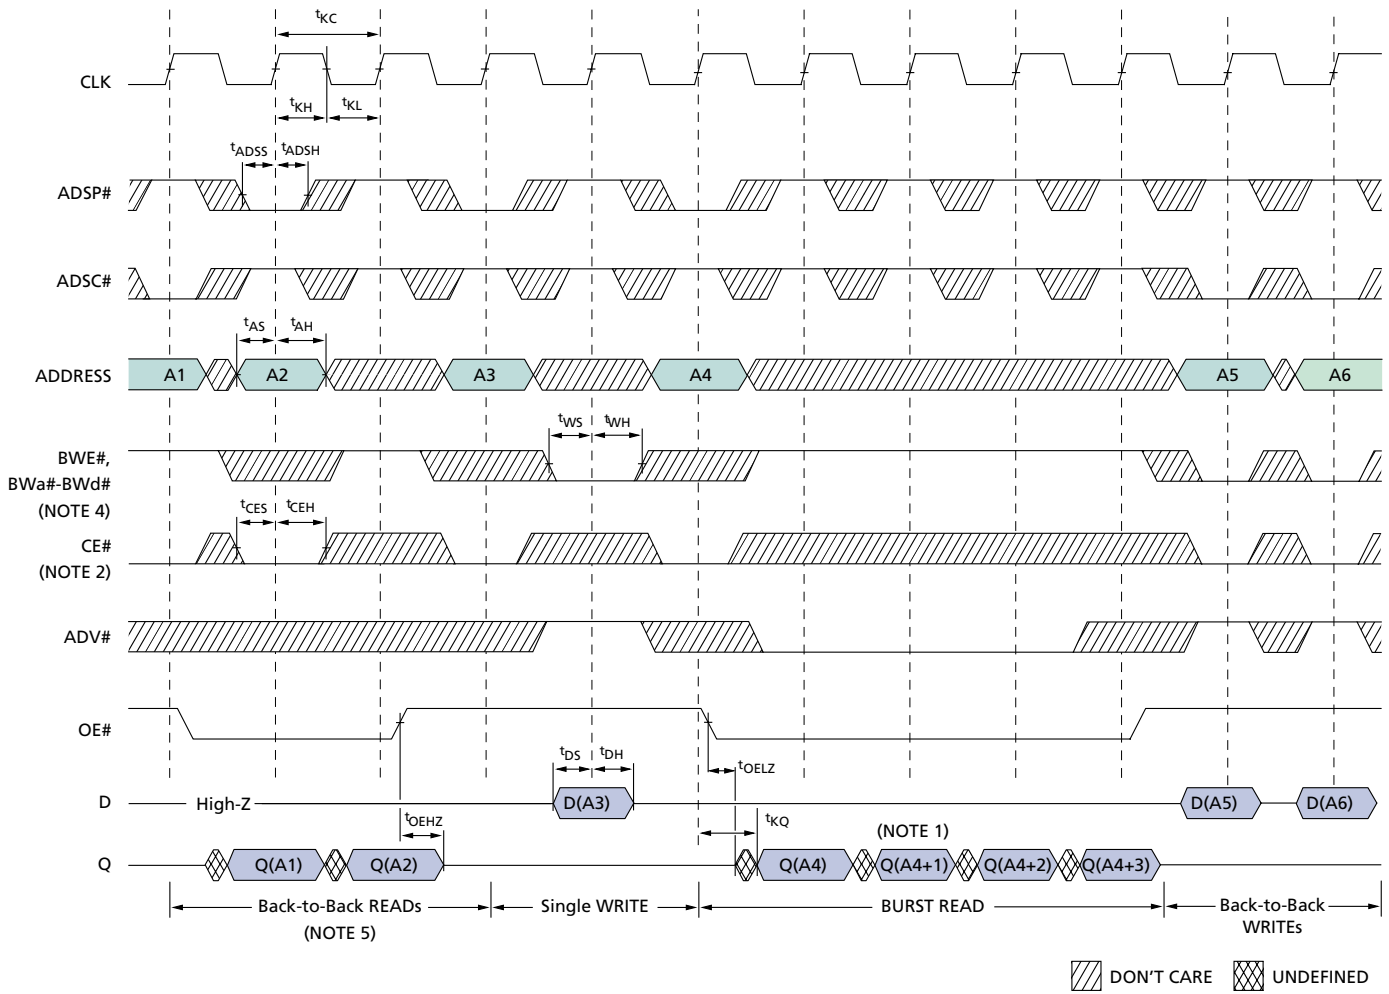 tKC
CLK
tKH
tKL
tADSS
tADSH
ADSP#
ADSC#
tAS
tAH
ADDRESS
A1
A2
A3
A4
A5
A6
tWS
tWH
BWE#,
BWa#-BWd#
(NOTE 4)
tCES
tCEH
CE#
(NOTE 2)
ADV#
OE#
tDS
tDH
tOELZ
D
High-Z
D(A3)
D(A5)
D(A6)
tOEHZ
tKQ
(NOTE 1)
Q
Q(A1)
Q(A2)
Q(A4)
Q(A4+1)
Q(A4+2)
Q(A4+3)
Back-to-Back READs
(NOTE 5)
Single WRITE
BURST READ
Back-to-Back
WRITEs
DON'T CARE
UNDEFINED